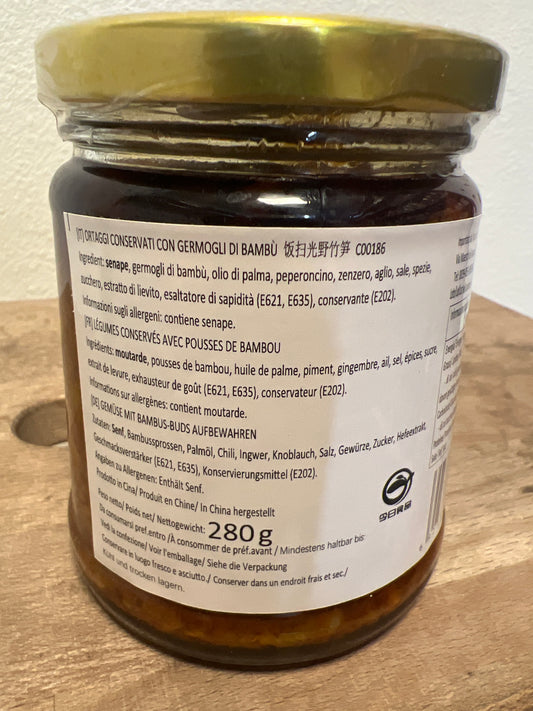 (IT) ORTAGGI CONSERVATI CON GERMOGLI DI BAMBÙ 饭扫光野竹笋 C00186
Ingredient: senape, germogli di bambù, olio di palma, peperoncino, zenzero, aglio, sale, spezie,
zucchero, estratto di lievito, esaltatore di sapidità (E621, E635), conservante (E202).
Informazioni sugli allergeni: contiene senape.
(FR) LÉGUMES CONSERVÉS AVEC POUSSES DE BAMBOU
Ingrédients: moutarde, pousses de bambou, huile de palme, piment, gingembre, ail, sel, épices, sucre,
extrait de levure, exhausteur de goût (E621, E635), conservateur (E202).
Informations sur allergènes: contient moutarde.
(DE) GEMÜSE MIT BAMBUS-BUDS AUFBEWAHREN
Zutaten: Senf, Bambussprossen, Palmöl, Chili, Ingwer, Knoblauch, Salz, Gewürze, Zucker, Hefeextrakt,
Geschmacksverstärker (E621, E635), Konservierungsmittel (E202).
Angaben zu Allergenen: Enthält Senf.
Prodotto in Cina/ Produit en Chine/ In China hergestellt
Peso netto/ Poids net/ Nettogewicht: 280g
Da consumarsi pref.entro /À consommer de préf.avant / Mindestens haltbar bis:
Vedi la confezione/ Voir l'emballage/ Siehe die Verpackung
Conservare in luogo fresco e asciutto./ Conserver dans un endroit frais et sec./
Kühl und trocken lagern.
今日食品